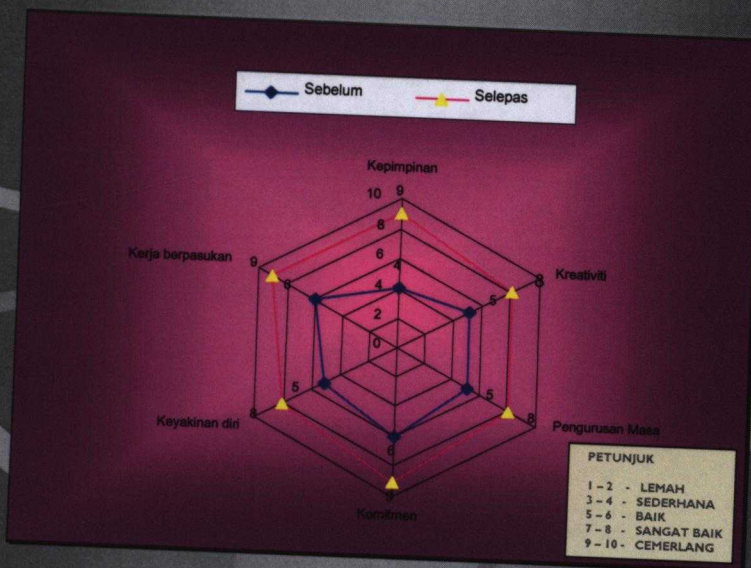 Sebelum Selepas
Kepimpinan
10 9
8
6
4
4
2
0
Kreativiti
8
5
Pengurusan Masa
8
5
Komitmen
9
6
Keyakinan diri
8
5
Kerja berpasukan
9
6
PETUNJUK
1 – 2 - LEMAH
3 – 4 - SEDERHANA
5 – 6 - BAIK
7 – 8 - SANGAT BAIK
9 – 10 - CEMERLANG